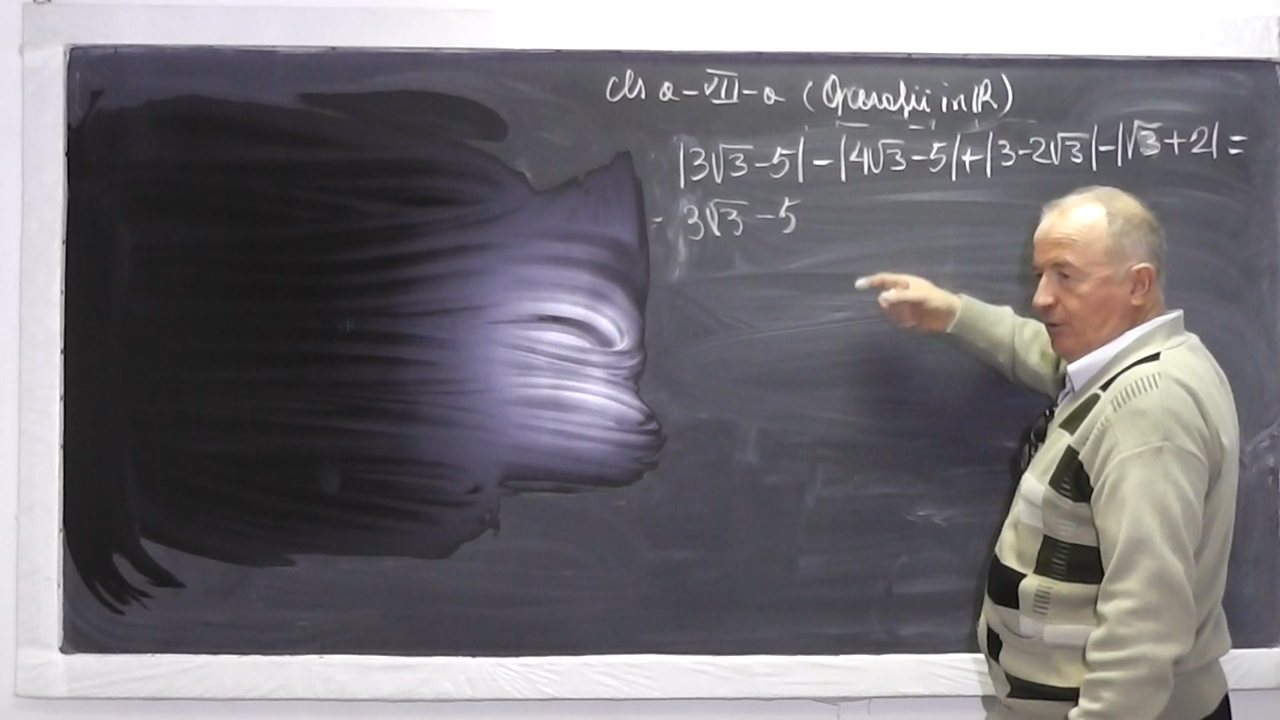 cls a-VII-a (Operații in ℝ)
|3√3-5|-|4√3-5|+|3-2√3|-|√3+2|=
= 3√3-5